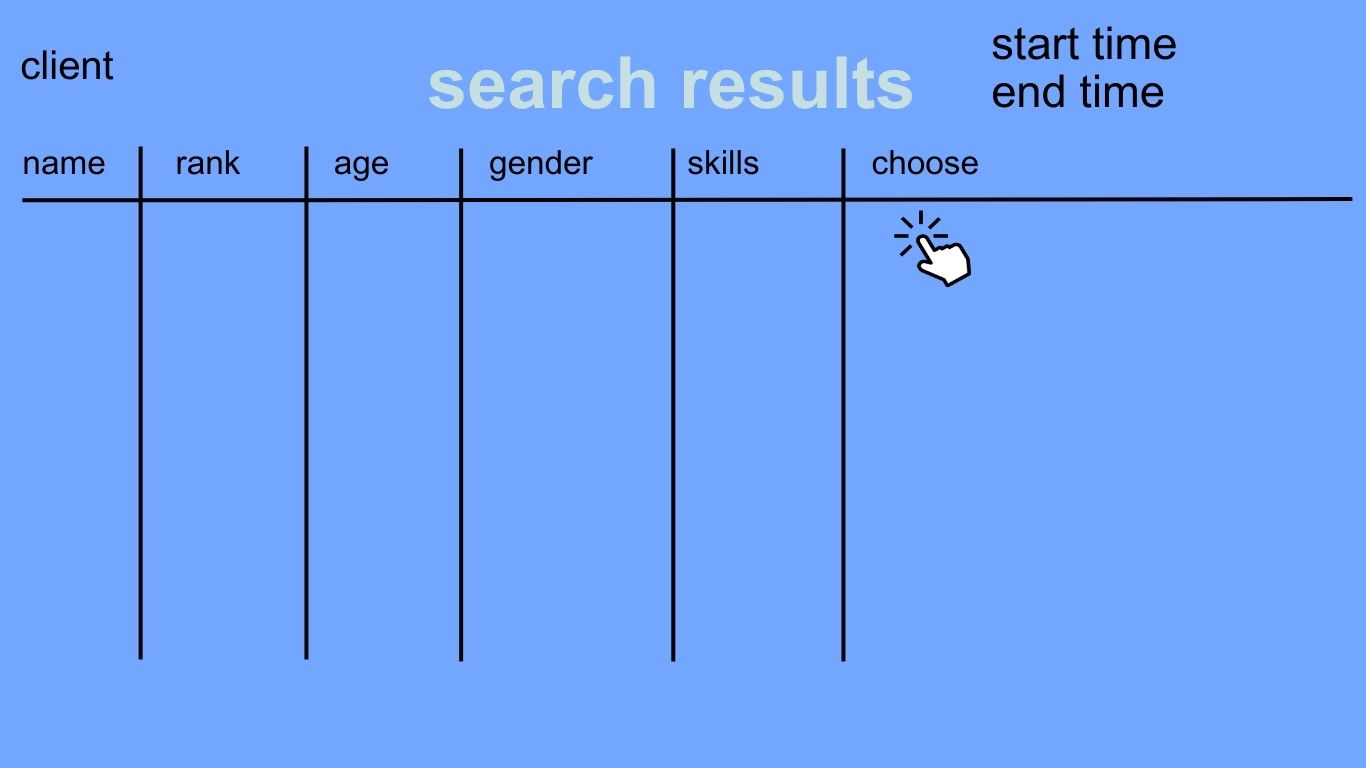 client
search results
start time
end time
name rank age gender skills choose